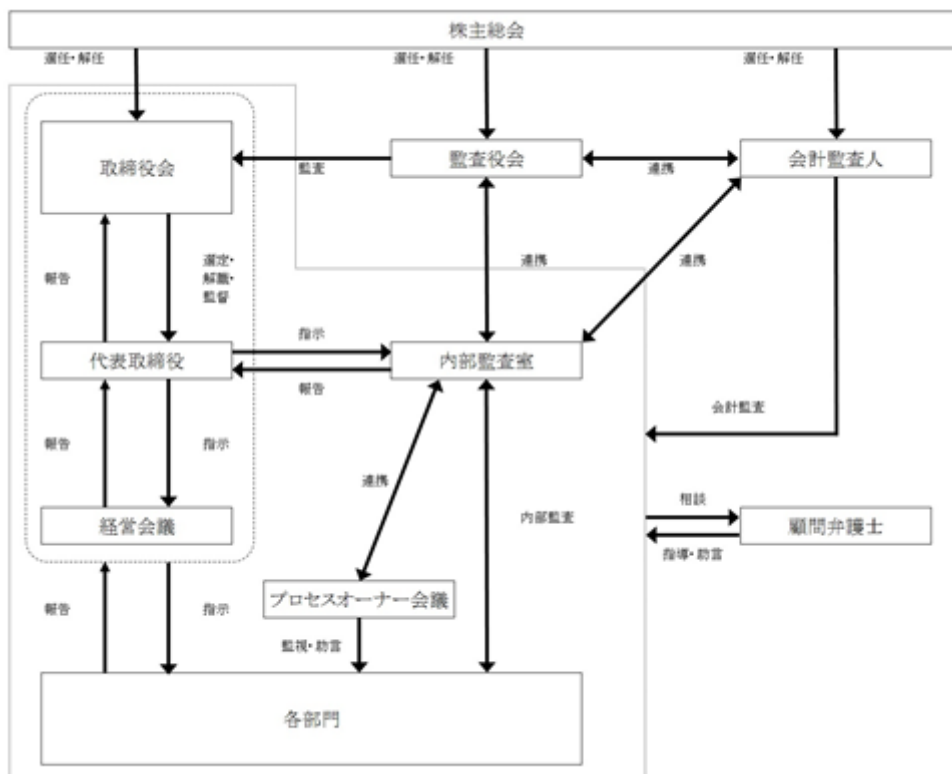 株主総会
選任・解任
選任・解任
選任・解任
取締役会
監査
監査役会
連携
会計監査人
報告
選定・
解職・
監督
連携
連携
代表取締役
指示
報告
内部監査室
会計監査
報告
指示
連携
内部監査
相談
経営会議
顧問弁護士
指導・助言
報告
指示
プロセスオーナー会議
監視・助言
各部門